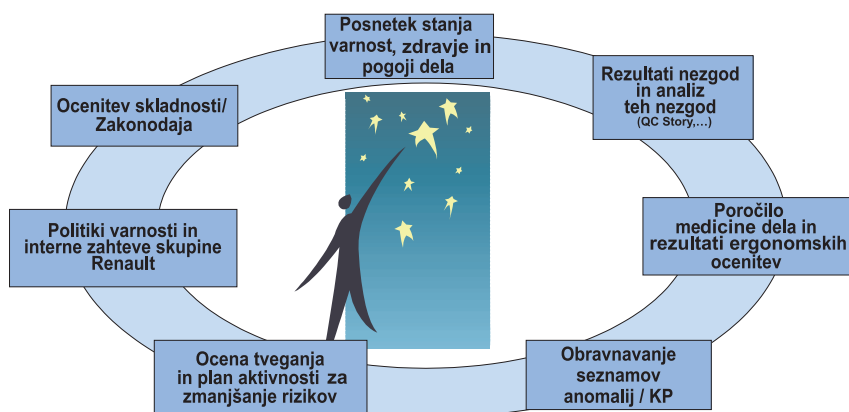 Posnetek stanja
varnost, zdravje in
pogoji dela
Rezultati nezgod
in analiz
teh nezgod
(QC Story,...)
Poročilo
medicine dela in
rezultati ergonomskih
ocenitev
Obravnavanje
seznamov
anomalij / KP
Ocena tveganja
in plan aktivnosti za
zmanjšanje rizikov
Politiki varnosti in
interne zahteve skupine
Renault
Ocenitev skladnosti/
Zakonodaja